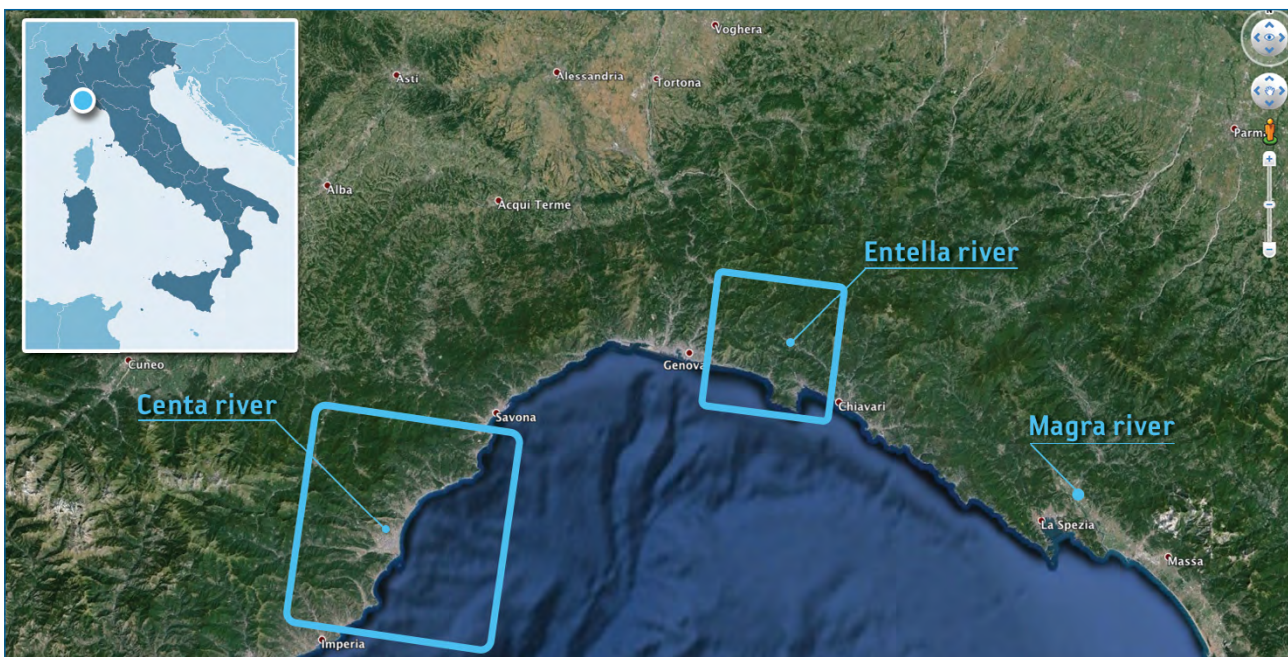 Voghera
Asti
Alessandria
Tortona
Parma
Alba
Acqui Terme
Entella river
Genova
Cuneo
Centa river
Savona
Chiavari
Magra river
La Spezia
Massa
Imperia